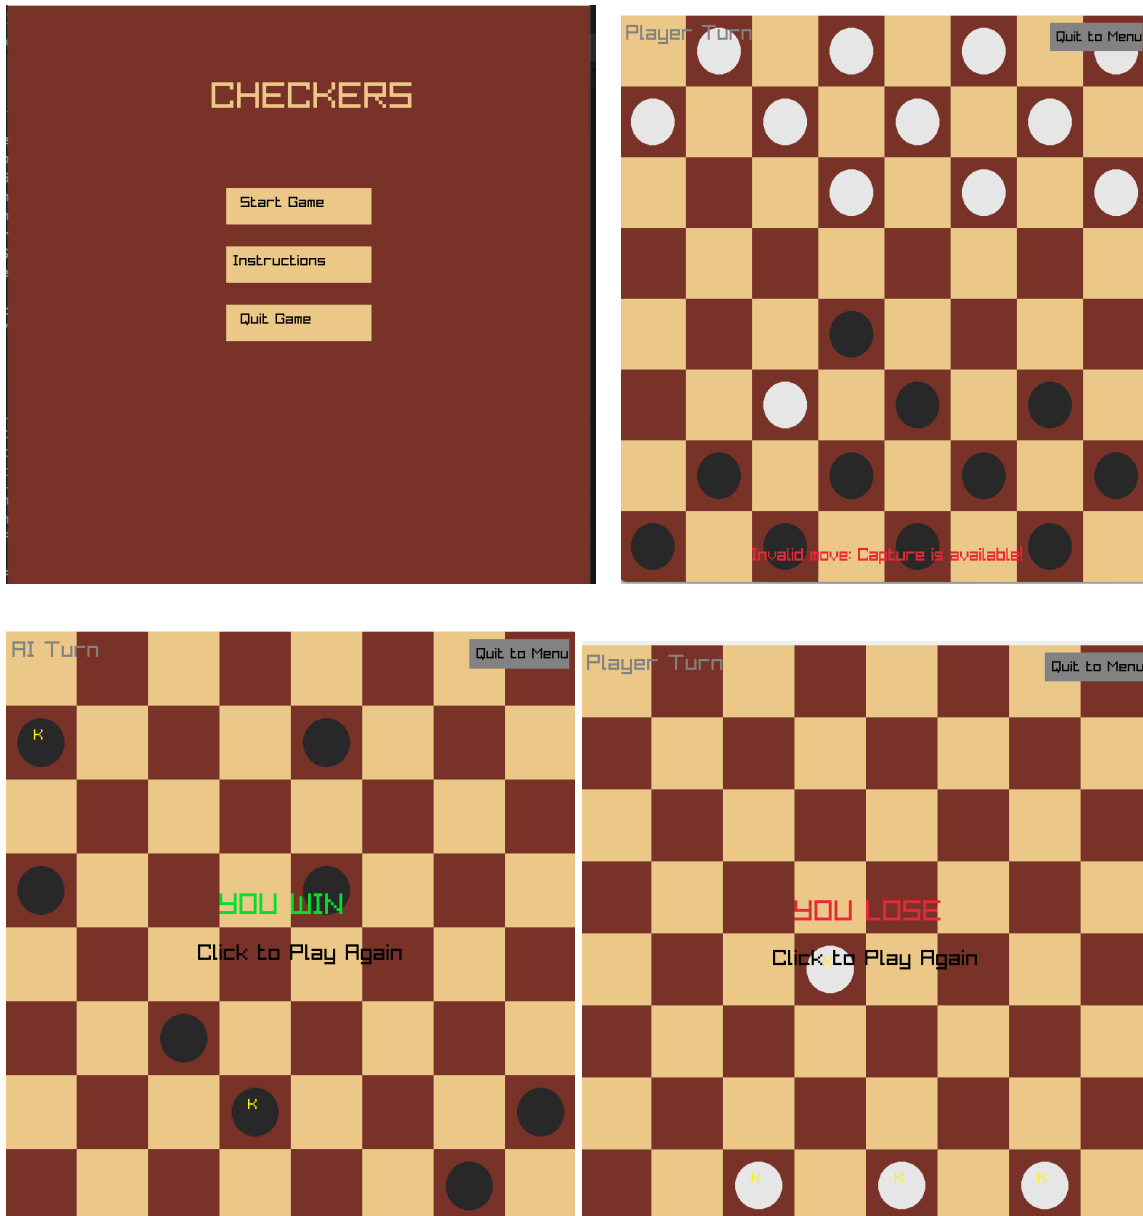 CHECKERS
Start Game
Instructions
Quit Game
Player Turn
Quit to Menu
Invalid move: Capture is available!
AI Turn
Quit to Menu
K
YOU WIN
Click to Play Again
K
Player Turn
Quit to Menu
YOU LOSE
Click to Play Again
K
K
K